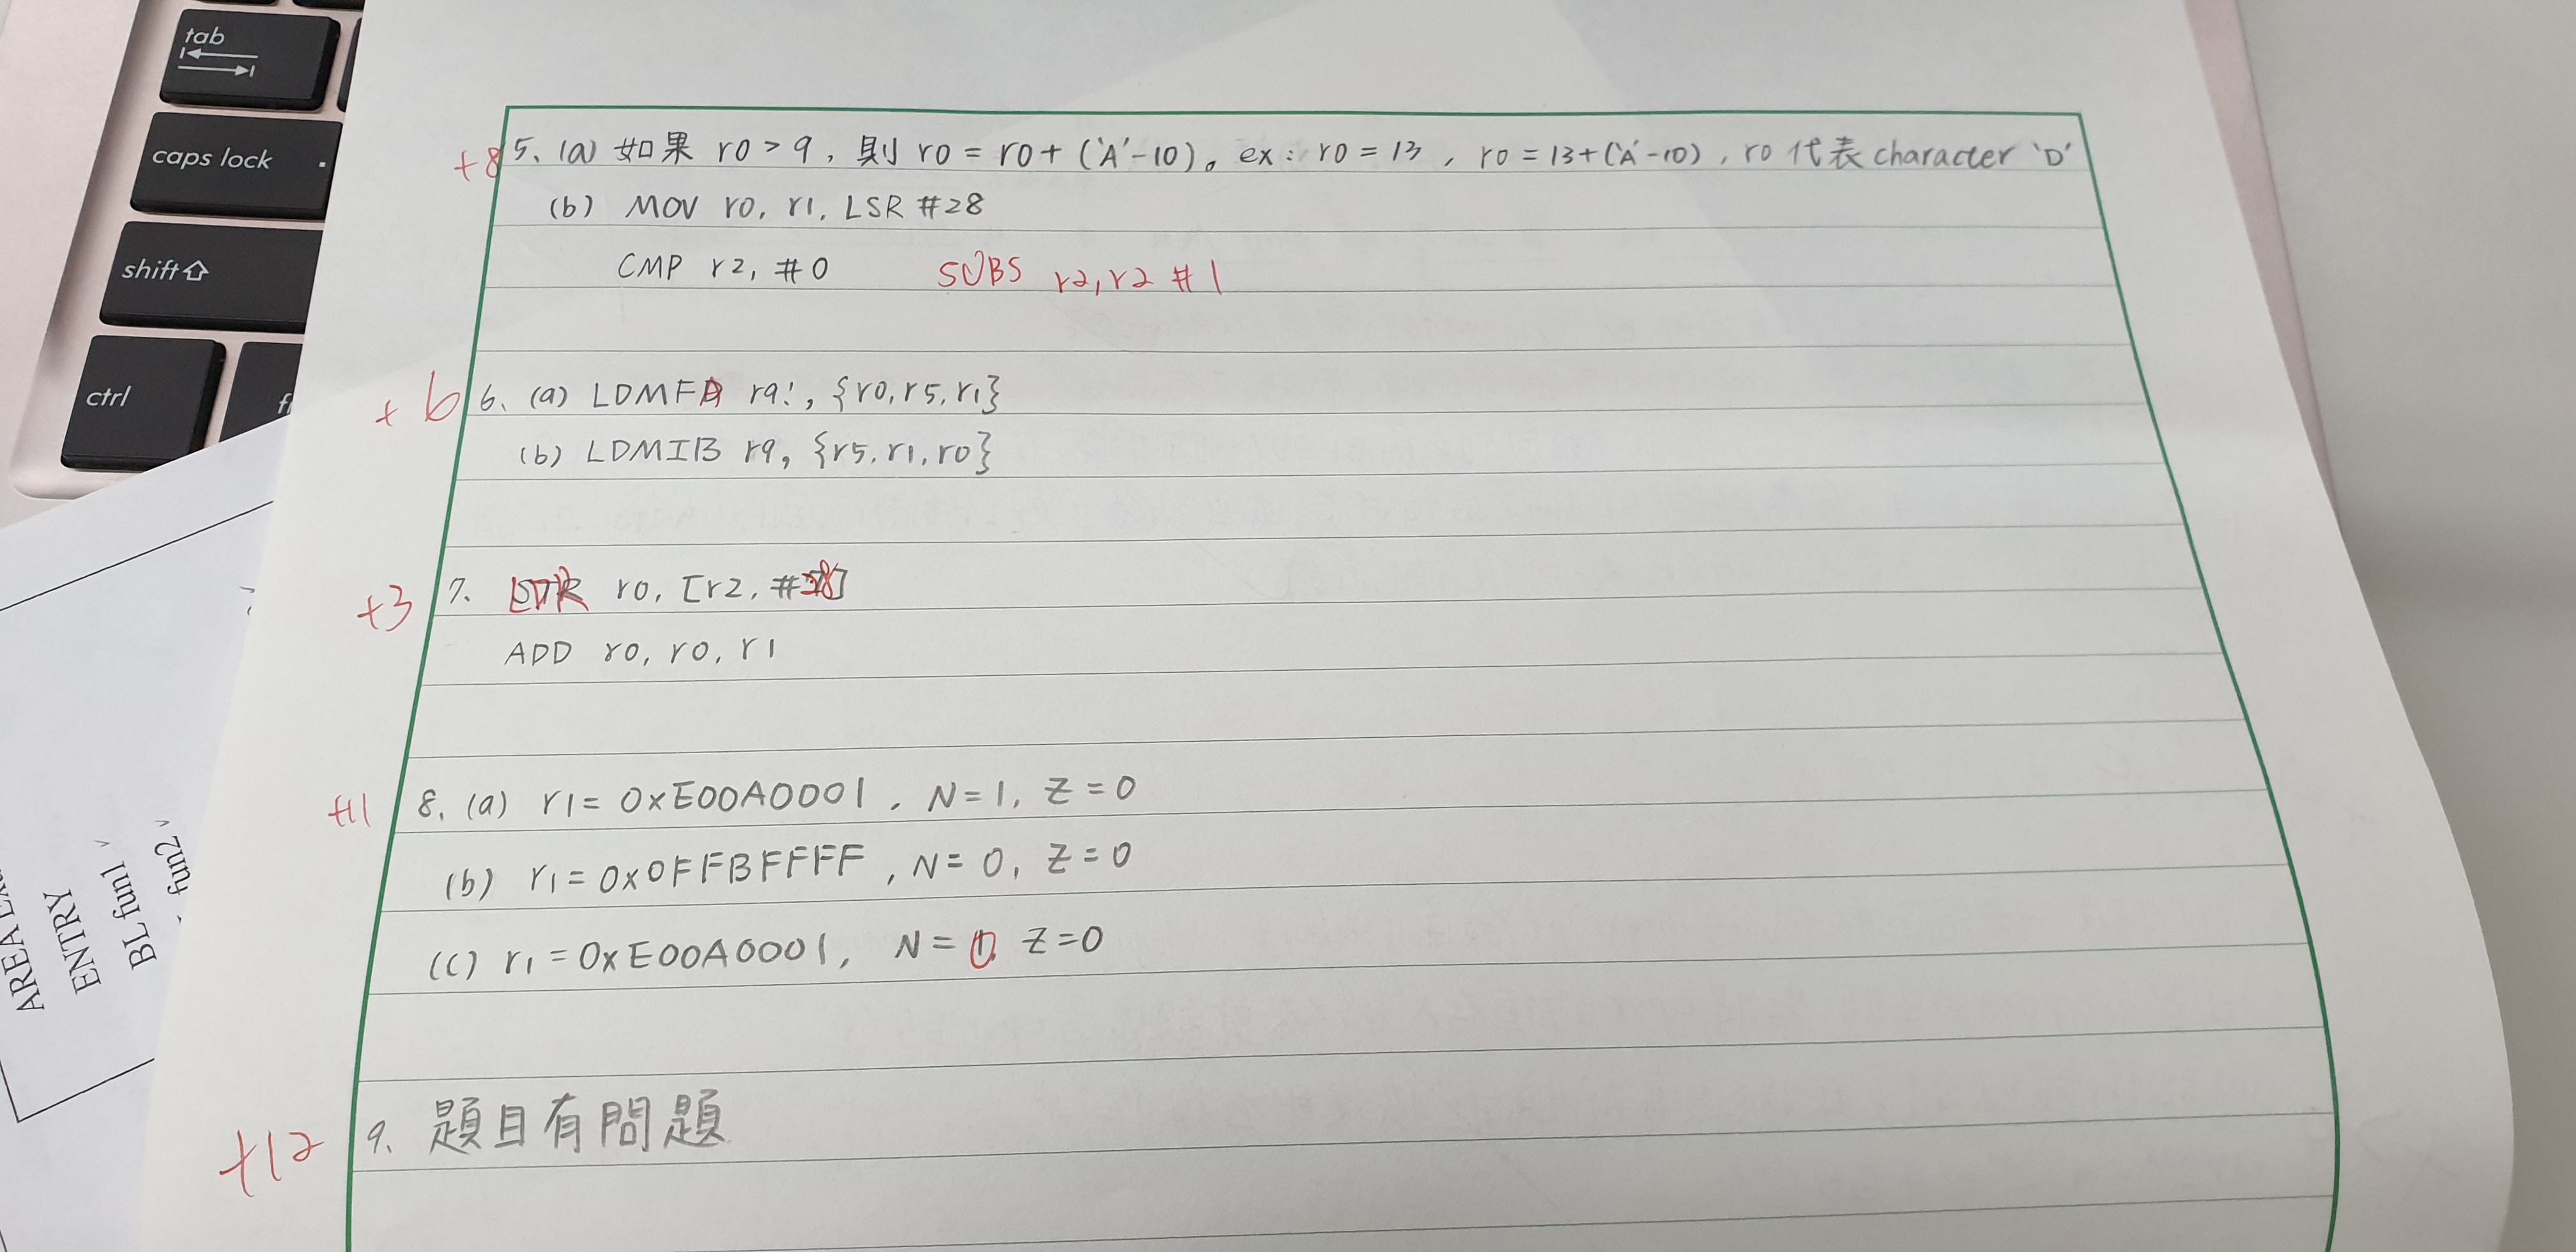 tab
caps lock
shift
ctrl
f
+8 5. (a) 如果 r0 > 9, 則 r0 = r0 + ('A' - 10)。ex: r0 = 13, r0 = 13 + ('A' - 10), r0 代表 character 'D'
(b) MOV r0, r1, LSR #28
CMP r2, #0 SUBS r2, r2 #1
+6 6. (a) LDMFA r9!, {r0, r5, r1}
(b) LDMIB r9, {r5, r1, r0}
+3 7. LDR r0, [r2, #28]
ADD r0, r0, r1
+11 8. (a) r1 = 0xE00A0001, N = 1, Z = 0
(b) r1 = 0x0FFBFFFF, N = 0, Z = 0
(c) r1 = 0xE00A0001, N = Z = 0
+12 9. 題目有問題
AREA
ENTRY
BL fun1
fun2